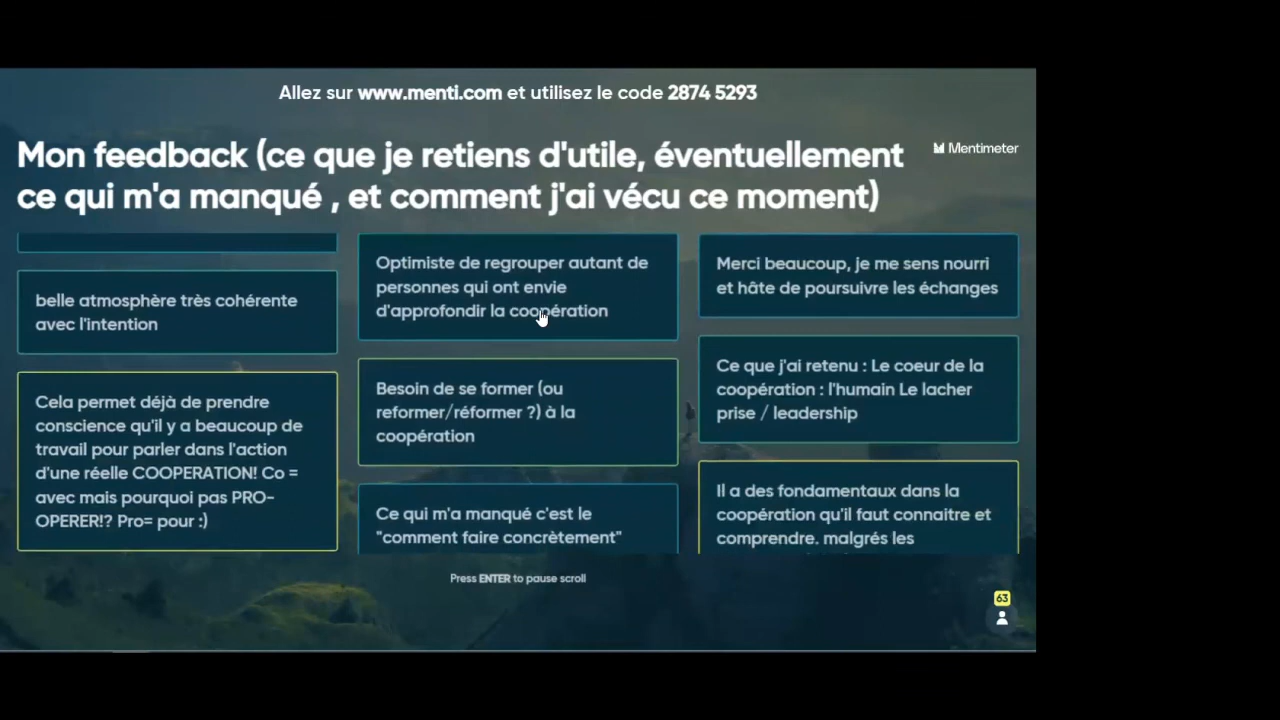 Allez sur www.menti.com et utilisez le code 2874 5293
Mon feedback (ce que je retiens d'utile, éventuellement
ce qui m'a manqué , et comment j'ai vécu ce moment)
Mentimeter
belle atmosphère très cohérente
avec l'intention
Cela permet déjà de prendre
conscience qu'il y a beaucoup de
travail pour parler dans l'action
d'une réelle COOPERATION! Co =
avec mais pourquoi pas PRO-
OPERER!? Pro= pour :)
Optimiste de regrouper autant de
personnes qui ont envie
d'approfondir la coopération
Besoin de se former (ou
reformer/réformer ?) à la
coopération
Ce qui m'a manqué c'est le
"comment faire concrètement"
Merci beaucoup, je me sens nourri
et hâte de poursuivre les échanges
Ce que j'ai retenu : Le coeur de la
coopération : l'humain Le lacher
prise / leadership
Il a des fondamentaux dans la
coopération qu'il faut connaitre et
comprendre. malgrés les
Press ENTER to pause scroll
63